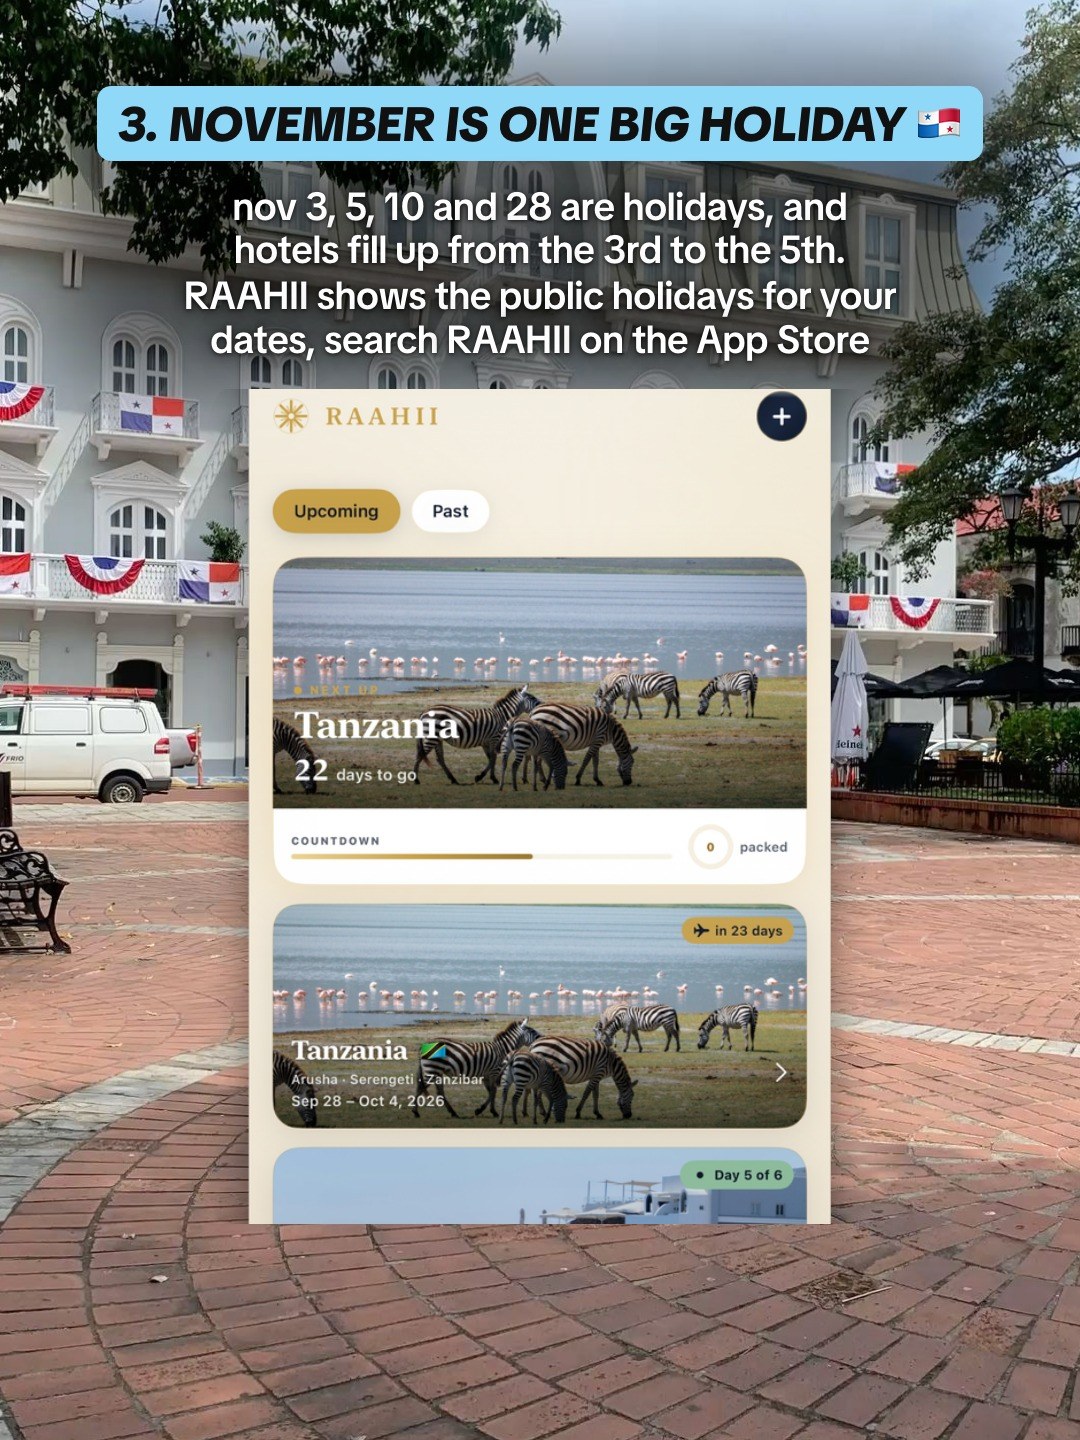 3. NOVEMBER IS ONE BIG HOLIDAY 🇵🇦
nov 3, 5, 10 and 28 are holidays, and
hotels fill up from the 3rd to the 5th.
RAAHII shows the public holidays for your
dates, search RAAHII on the App Store
RAAHII
+
Upcoming
Past
NEXT UP
Tanzania
22 days to go
COUNTDOWN
0 packed
in 23 days
Tanzania 🇹🇿
Arusha · Serengeti · Zanzibar
Sep 28 – Oct 4, 2026
Day 5 of 6
FRIO
Heine